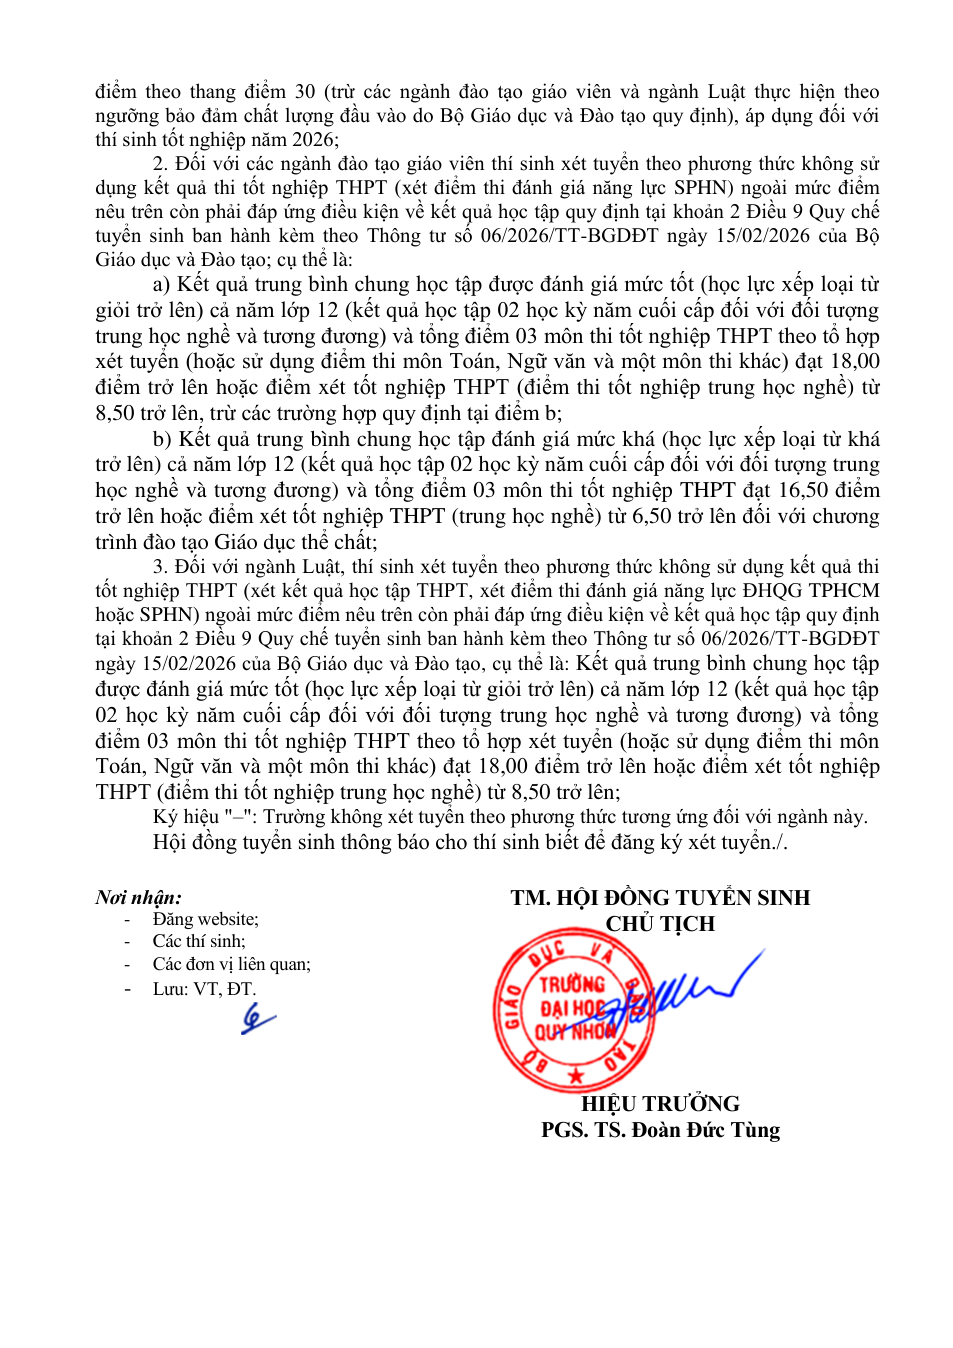 điểm theo thang điểm 30 (trừ các ngành đào tạo giáo viên và ngành Luật thực hiện theo
ngưỡng bảo đảm chất lượng đầu vào do Bộ Giáo dục và Đào tạo quy định), áp dụng đối với
thí sinh tốt nghiệp năm 2026;
2. Đối với các ngành đào tạo giáo viên thí sinh xét tuyển theo phương thức không sử
dụng kết quả thi tốt nghiệp THPT (xét điểm thi đánh giá năng lực SPHN) ngoài mức điểm
nêu trên còn phải đáp ứng điều kiện về kết quả học tập quy định tại khoản 2 Điều 9 Quy chế
tuyển sinh ban hành kèm theo Thông tư số 06/2026/TT-BGDĐT ngày 15/02/2026 của Bộ
Giáo dục và Đào tạo; cụ thể là:
a) Kết quả trung bình chung học tập được đánh giá mức tốt (học lực xếp loại từ
giỏi trở lên) cả năm lớp 12 (kết quả học tập 02 học kỳ năm cuối cấp đối với đối tượng
trung học nghề và tương đương) và tổng điểm 03 môn thi tốt nghiệp THPT theo tổ hợp
xét tuyển (hoặc sử dụng điểm thi môn Toán, Ngữ văn và một môn thi khác) đạt 18,00
điểm trở lên hoặc điểm xét tốt nghiệp THPT (điểm thi tốt nghiệp trung học nghề) từ
8,50 trở lên, trừ các trường hợp quy định tại điểm b;
b) Kết quả trung bình chung học tập đánh giá mức khá (học lực xếp loại từ khá
trở lên) cả năm lớp 12 (kết quả học tập 02 học kỳ năm cuối cấp đối với đối tượng trung
học nghề và tương đương) và tổng điểm 03 môn thi tốt nghiệp THPT đạt 16,50 điểm
trở lên hoặc điểm xét tốt nghiệp THPT (trung học nghề) từ 6,50 trở lên đối với chương
trình đào tạo Giáo dục thể chất;
3. Đối với ngành Luật, thí sinh xét tuyển theo phương thức không sử dụng kết quả thi
tốt nghiệp THPT (xét kết quả học tập THPT, xét điểm thi đánh giá năng lực ĐHQG TPHCM
hoặc SPHN) ngoài mức điểm nêu trên còn phải đáp ứng điều kiện về kết quả học tập quy định
tại khoản 2 Điều 9 Quy chế tuyển sinh ban hành kèm theo Thông tư số 06/2026/TT-BGDĐT
ngày 15/02/2026 của Bộ Giáo dục và Đào tạo, cụ thể là: Kết quả trung bình chung học tập
được đánh giá mức tốt (học lực xếp loại từ giỏi trở lên) cả năm lớp 12 (kết quả học tập
02 học kỳ năm cuối cấp đối với đối tượng trung học nghề và tương đương) và tổng
điểm 03 môn thi tốt nghiệp THPT theo tổ hợp xét tuyển (hoặc sử dụng điểm thi môn
Toán, Ngữ văn và một môn thi khác) đạt 18,00 điểm trở lên hoặc điểm xét tốt nghiệp
THPT (điểm thi tốt nghiệp trung học nghề) từ 8,50 trở lên;
Ký hiệu "–": Trường không xét tuyển theo phương thức tương ứng đối với ngành này.
Hội đồng tuyển sinh thông báo cho thí sinh biết để đăng ký xét tuyển./.
Nơi nhận:
- Đăng website;
- Các thí sinh;
- Các đơn vị liên quan;
- Lưu: VT, ĐT.
TM. HỘI ĐỒNG TUYỂN SINH
CHỦ TỊCH
BỘ GIÁO DỤC VÀ ĐÀO TẠO
TRƯỜNG
ĐẠI HỌC
QUY NHƠN
HIỆU TRƯỞNG
PGS. TS. Đoàn Đức Tùng